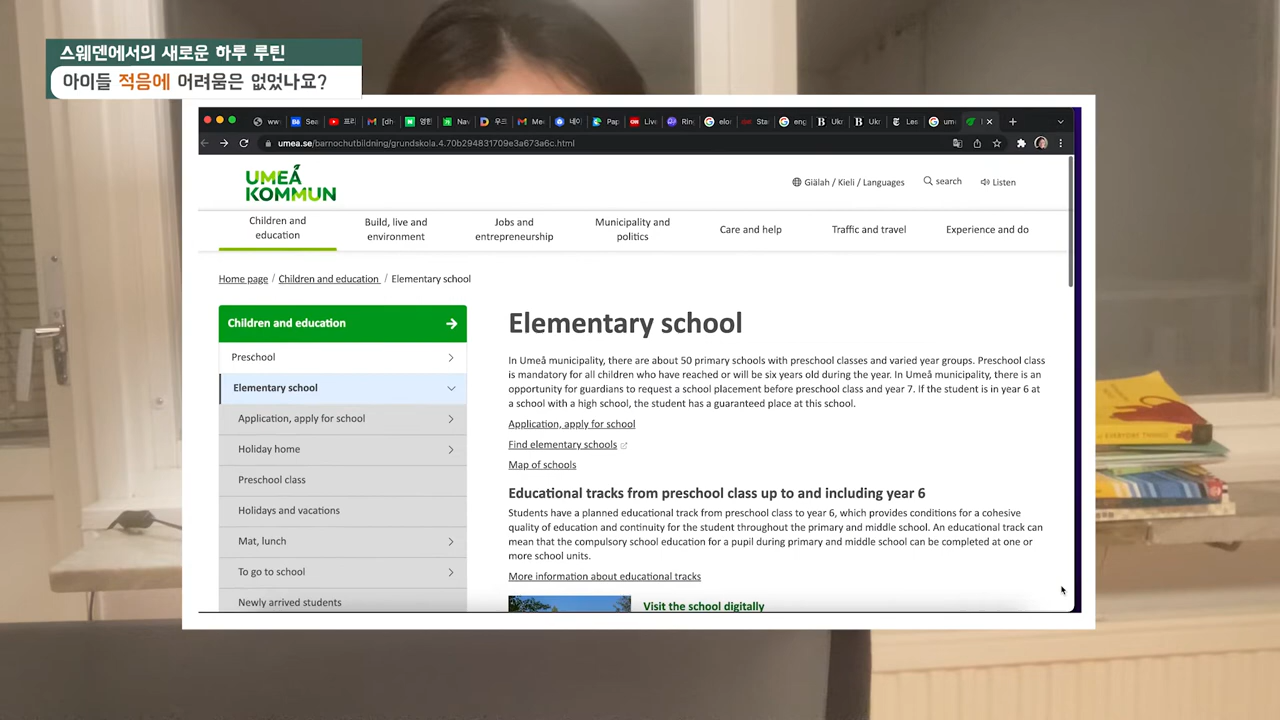 스웨덴에서의 새로운 하루 루틴
아이들 적응에 어려움은 없었나요?
umea.se/barnochutbildning/grundskola.4.70b294831709e3a673a6c.html
UMEÅ
KOMMUN
Giälah / Kieli / Languages
search
Listen
Children and education
Build, live and environment
Jobs and entrepreneurship
Municipality and politics
Care and help
Traffic and travel
Experience and do
Home page / Children and education / Elementary school
Children and education
Preschool
Elementary school
Application, apply for school
Holiday home
Preschool class
Holidays and vacations
Mat, lunch
To go to school
Newly arrived students
Elementary school
In Umeå municipality, there are about 50 primary schools with preschool classes and varied year groups. Preschool class
is mandatory for all children who have reached or will be six years old during the year. In Umeå municipality, there is an
opportunity for guardians to request a school placement before preschool class and year 7. If the student is in year 6 at
a school with a high school, the student has a guaranteed place at this school.
Application, apply for school
Find elementary schools
Map of schools
Educational tracks from preschool class up to and including year 6
Students have a planned educational track from preschool class to year 6, which provides conditions for a cohesive
quality of education and continuity for the student throughout the primary and middle school. An educational track can
mean that the compulsory school education for a pupil during primary and middle school can be completed at one or
more school units.
More information about educational tracks
Visit the school digitally
EVERYDAY THINGS